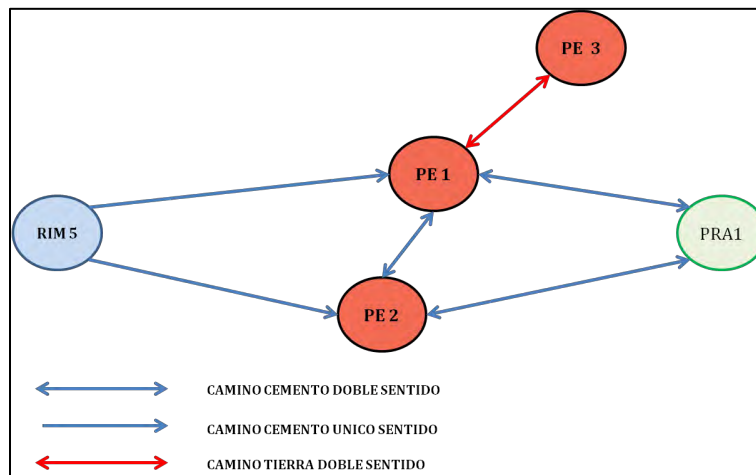 PE 3
PE 1
RIM 5
PRA1
PE 2
CAMINO CEMENTO DOBLE SENTIDO
CAMINO CEMENTO UNICO SENTIDO
CAMINO TIERRA DOBLE SENTIDO